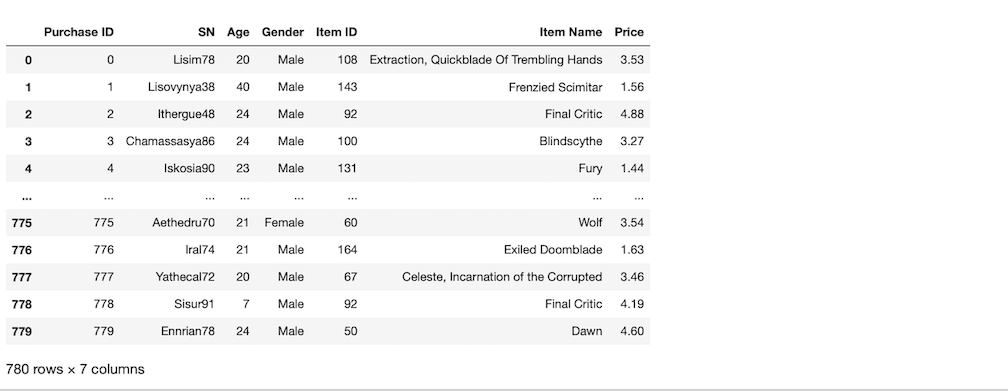 Purchase ID SN Age Gender Item ID Item Name Price
0 0 Lisim78 20 Male 108 Extraction, Quickblade Of Trembling Hands 3.53
1 1 Lisovynya38 40 Male 143 Frenzied Scimitar 1.56
2 2 Ithergue48 24 Male 92 Final Critic 4.88
3 3 Chamassasya86 24 Male 100 Blindscythe 3.27
4 4 Iskosia90 23 Male 131 Fury 1.44
... ... ... ... ... ... ... ...
775 775 Aethedru70 21 Female 60 Wolf 3.54
776 776 Iral74 21 Male 164 Exiled Doomblade 1.63
777 777 Yathecal72 20 Male 67 Celeste, Incarnation of the Corrupted 3.46
778 778 Sisur91 7 Male 92 Final Critic 4.19
779 779 Ennrian78 24 Male 50 Dawn 4.60
780 rows × 7 columns